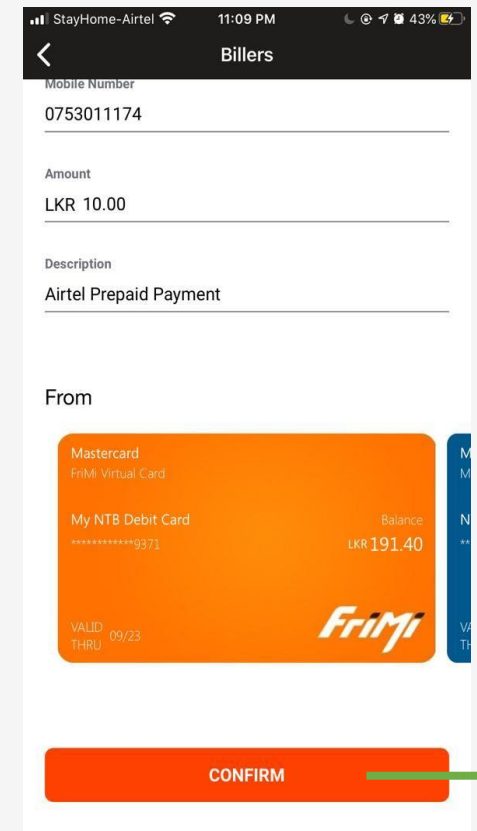 StayHome-Airtel 11:09 PM 43%
Billers
Mobile Number
0753011174
Amount
LKR 10.00
Description
Airtel Prepaid Payment
From
Mastercard
FriMi Virtual Card
My NTB Debit Card
Balance
************9371
LKR 191.40
VALID THRU 09/23
FriMi
M
M
N
**
VA
TH
CONFIRM